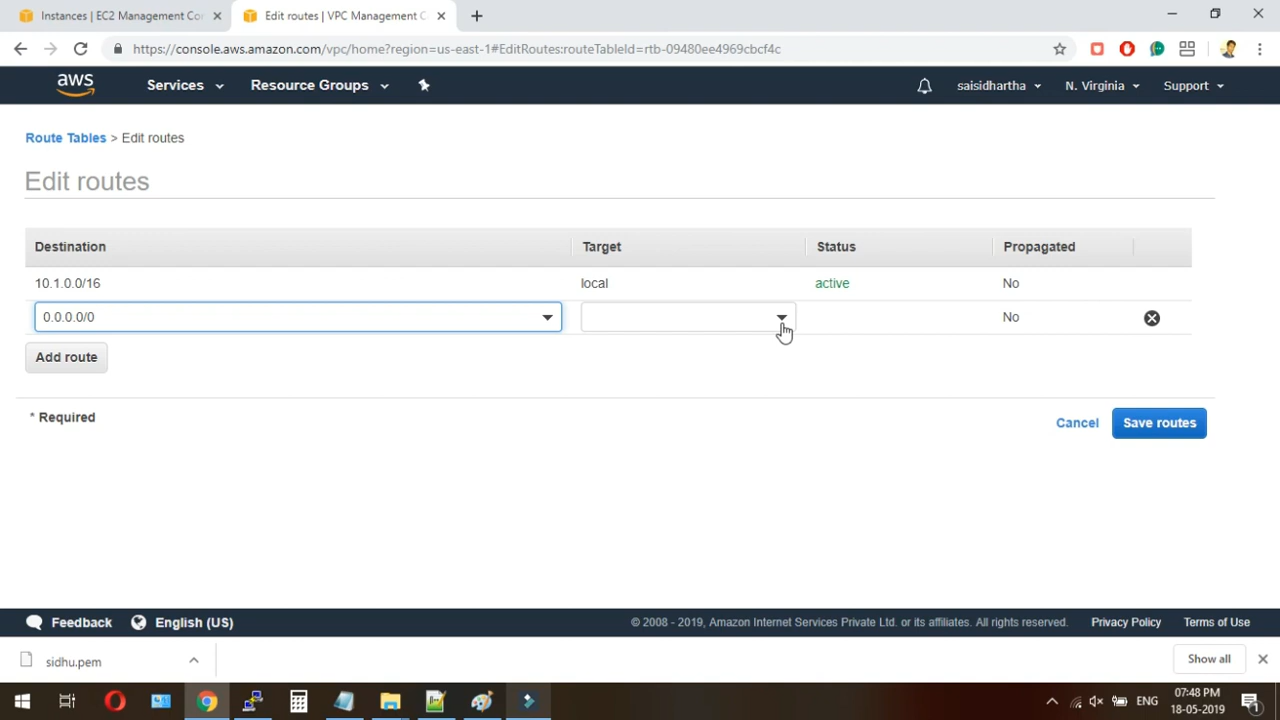 Instances | EC2 Management Cor
Edit routes | VPC Management C
https://console.aws.amazon.com/vpc/home?region=us-east-1#EditRoutes:routeTableId=rtb-09480ee4969cbcf4c
aws
Services
Resource Groups
saisidhartha
N. Virginia
Support
Route Tables > Edit routes
Edit routes
Destination
Target
Status
Propagated
10.1.0.0/16
local
active
No
0.0.0.0/0
No
Add route
* Required
Cancel
Save routes
Feedback
English (US)
© 2008 - 2019, Amazon Internet Services Private Ltd. or its affiliates. All rights reserved.
Privacy Policy
Terms of Use
sidhu.pem
Show all
ENG
07:48 PM
18-05-2019
1